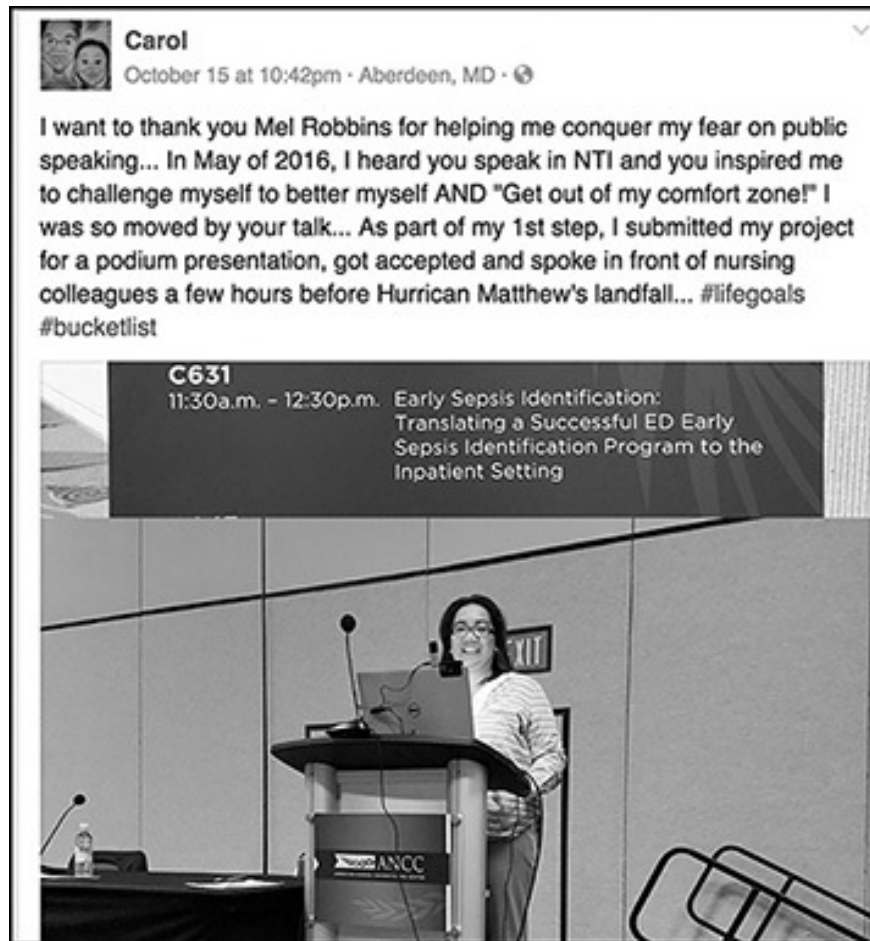 Carol
October 15 at 10:42pm · Aberdeen, MD ·
I want to thank you Mel Robbins for helping me conquer my fear on public
speaking... In May of 2016, I heard you speak in NTI and you inspired me
to challenge myself to better myself AND "Get out of my comfort zone!" I
was so moved by your talk... As part of my 1st step, I submitted my project
for a podium presentation, got accepted and spoke in front of nursing
colleagues a few hours before Hurrican Matthew's landfall... #lifegoals
#bucketlist
C631
11:30a.m. – 12:30p.m. Early Sepsis Identification:
Translating a Successful ED Early
Sepsis Identification Program to the
Inpatient Setting
EXIT
ANCC